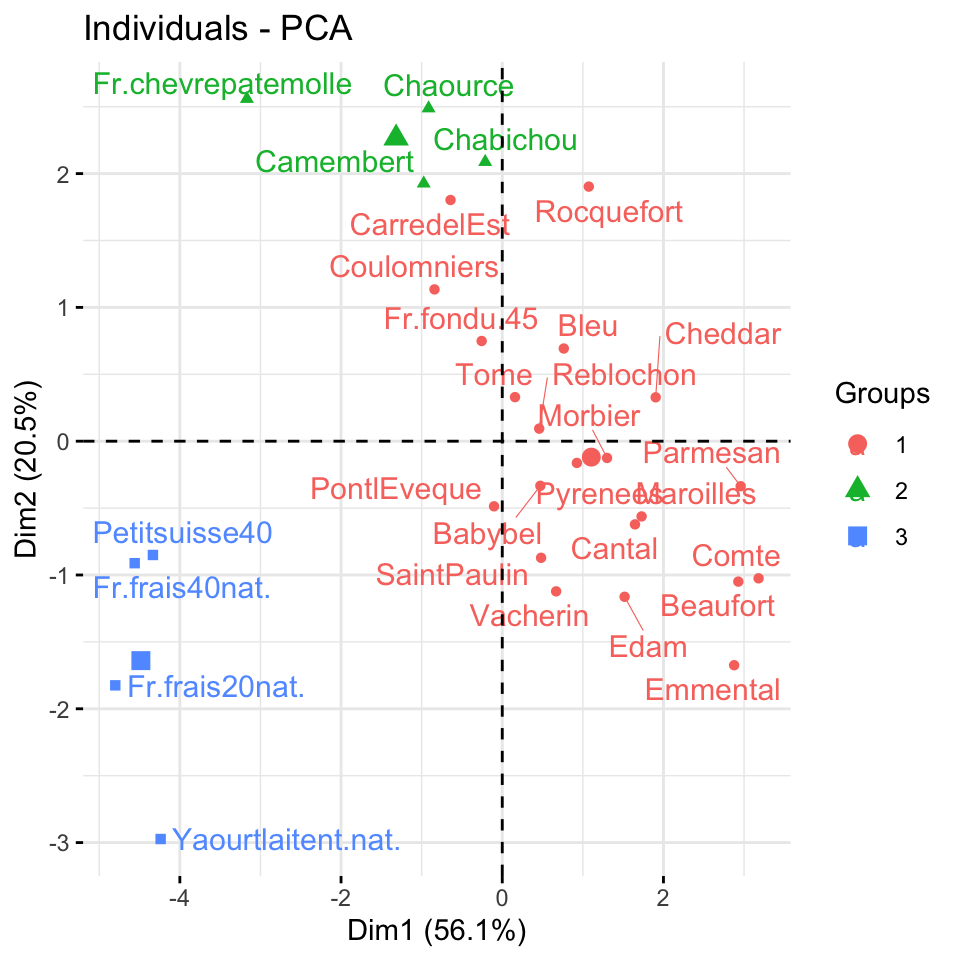 Individuals - PCA
Fr.chevrepatemolle
Chaource
Chabichou
Camembert
Rocquefort
CarredelEst
Coulomniers
Fr.fondu.45
Bleu
Cheddar
Tome
Reblochon
Morbier
Parmesan
PontlEveque
Pyrenees
Maroilles
Babybel
Petitsuisse40
Cantal
Comte
SaintPaulin
Fr.frais40nat.
Beaufort
Vacherin
Edam
Fr.frais20nat.
Emmental
Yaourtlaitent.nat.
2
1
0
-1
-2
-3
-4
-2
0
2
Dim1 (56.1%)
Dim2 (20.5%)
Groups
a 1
a 2
a 3